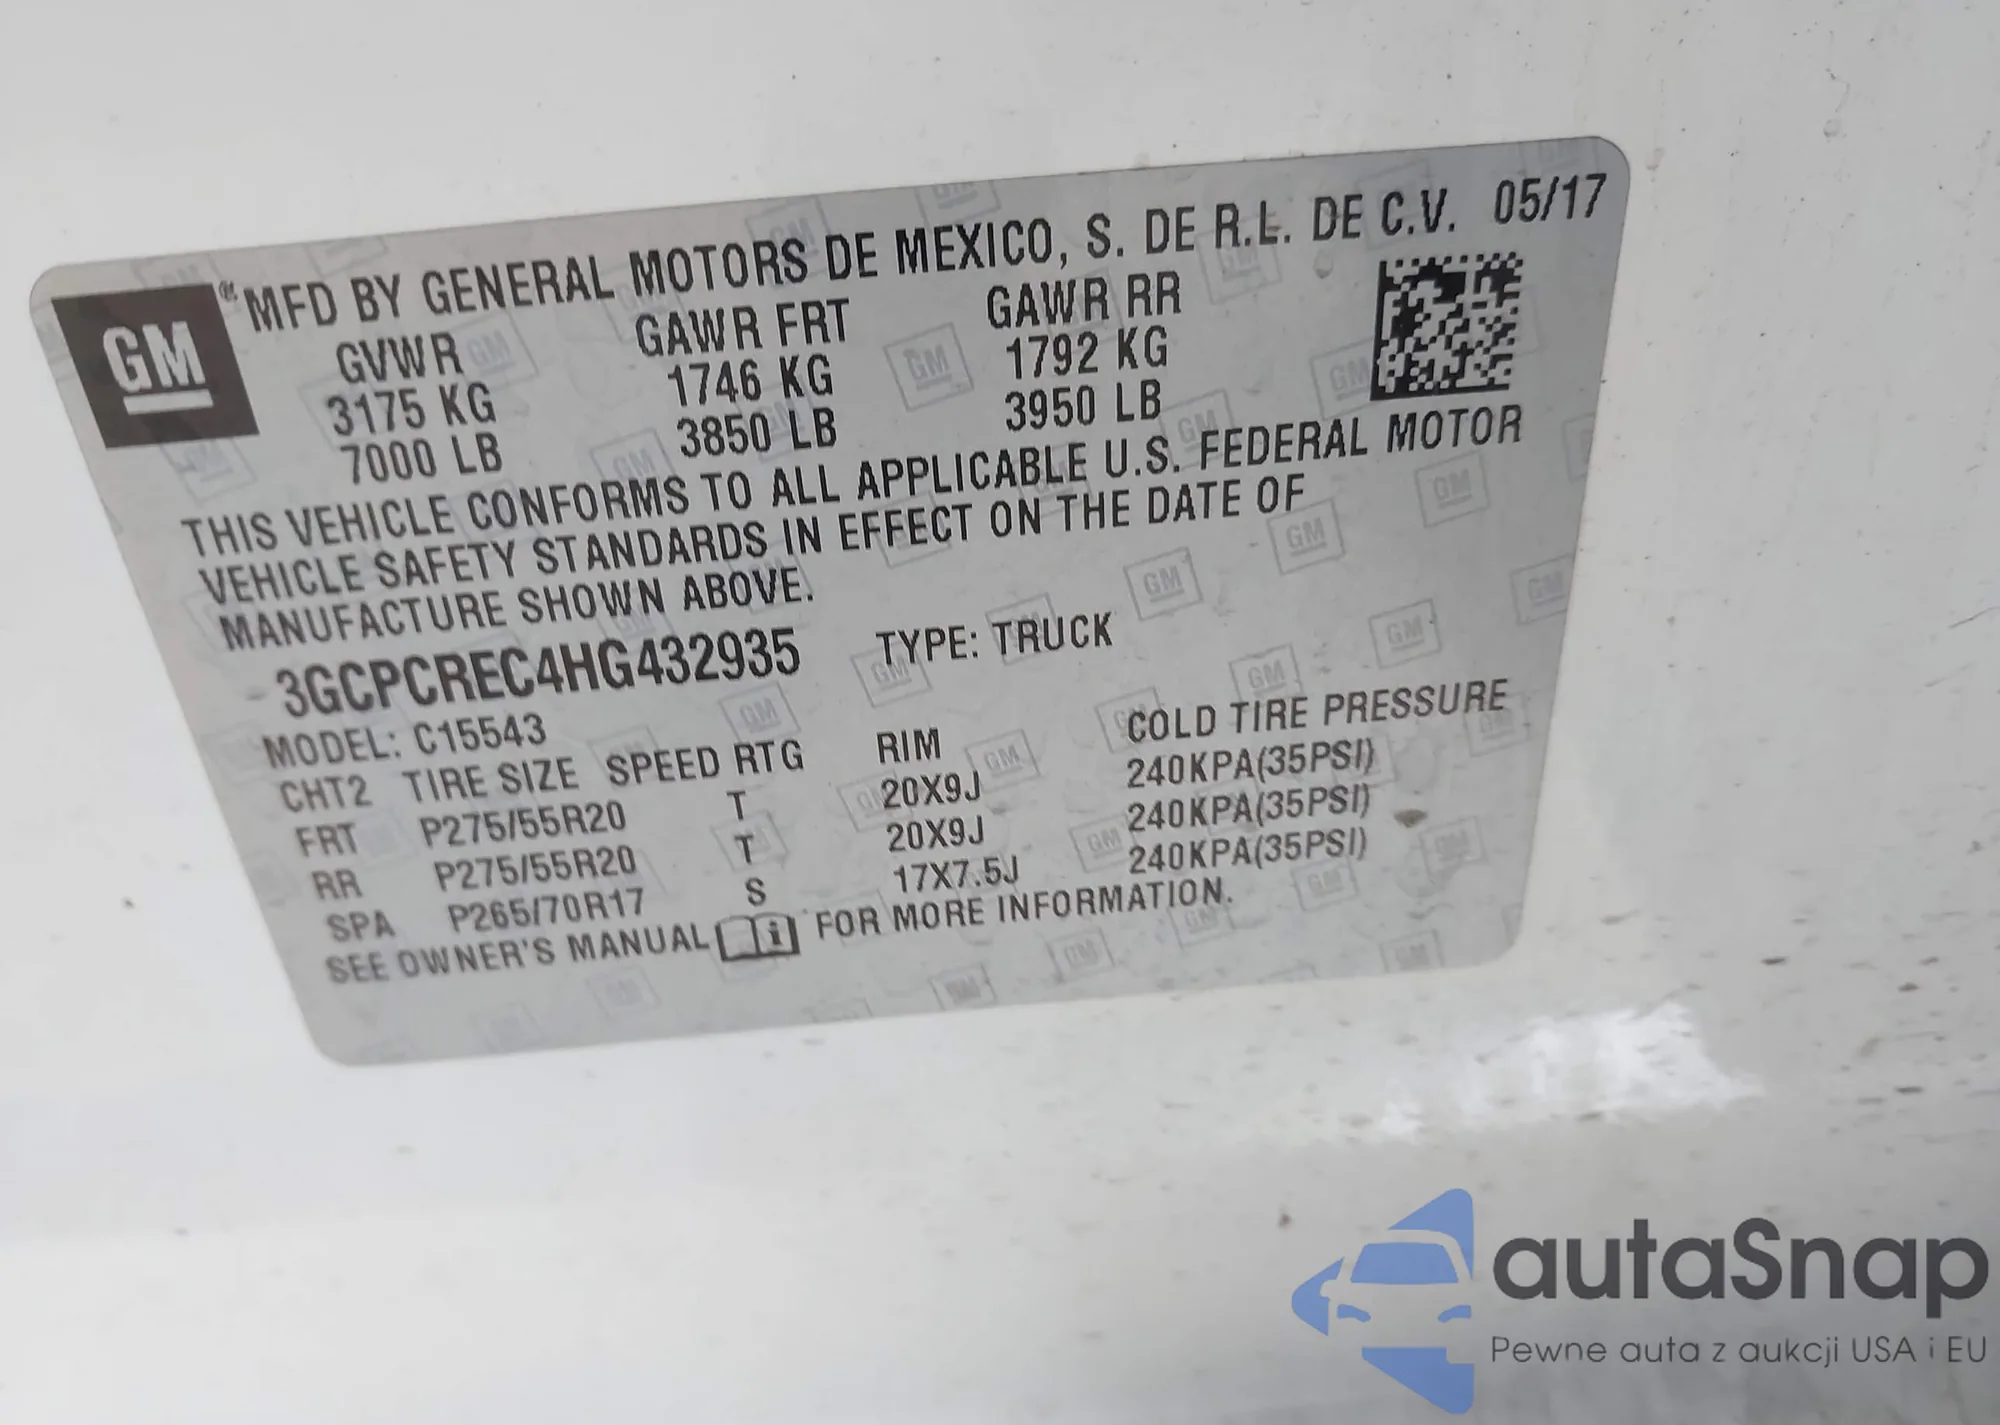 GM ® MFD BY GENERAL MOTORS DE MEXICO, S. DE R.L. DE C.V. 05/17
GVWR GAWR FRT GAWR RR
3175 KG 1746 KG 1792 KG
7000 LB 3850 LB 3950 LB
THIS VEHICLE CONFORMS TO ALL APPLICABLE U.S. FEDERAL MOTOR
VEHICLE SAFETY STANDARDS IN EFFECT ON THE DATE OF
MANUFACTURE SHOWN ABOVE.
3GCPCREC4HG432935 TYPE: TRUCK
MODEL: C15543
CHT2 TIRE SIZE SPEED RTG RIM COLD TIRE PRESSURE
FRT P275/55R20 T 20X9J 240KPA(35PSI)
RR P275/55R20 T 20X9J 240KPA(35PSI)
SPA P265/70R17 S 17X7.5J 240KPA(35PSI)
SEE OWNER'S MANUAL i FOR MORE INFORMATION.
autaSnap
Pewne auta z aukcji USA i EU